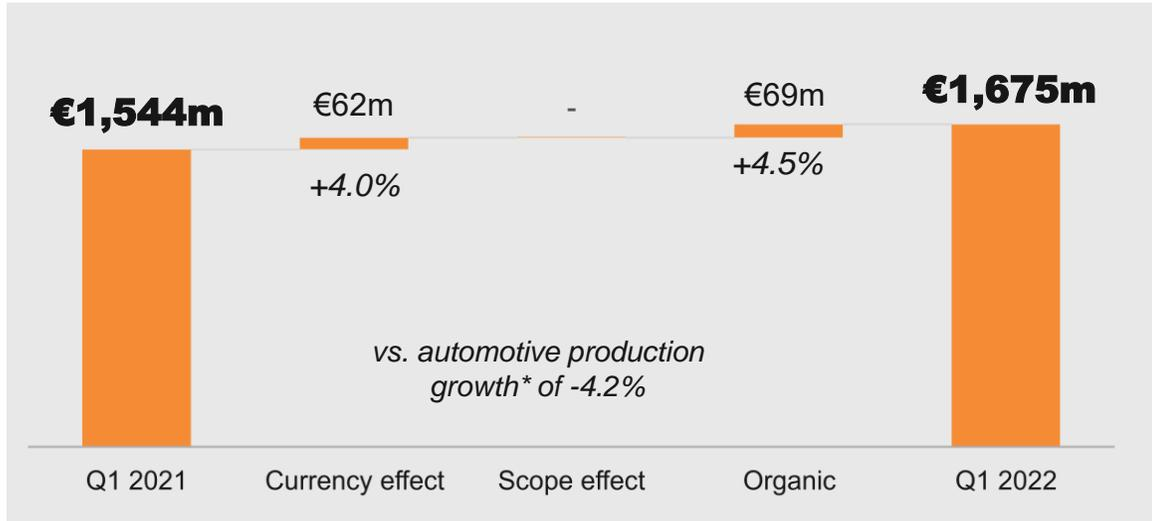 €1,544m
€62m
-
€69m
€1,675m
+4.0%
+4.5%
vs. automotive production
growth* of -4.2%
Q1 2021
Currency effect
Scope effect
Organic
Q1 2022